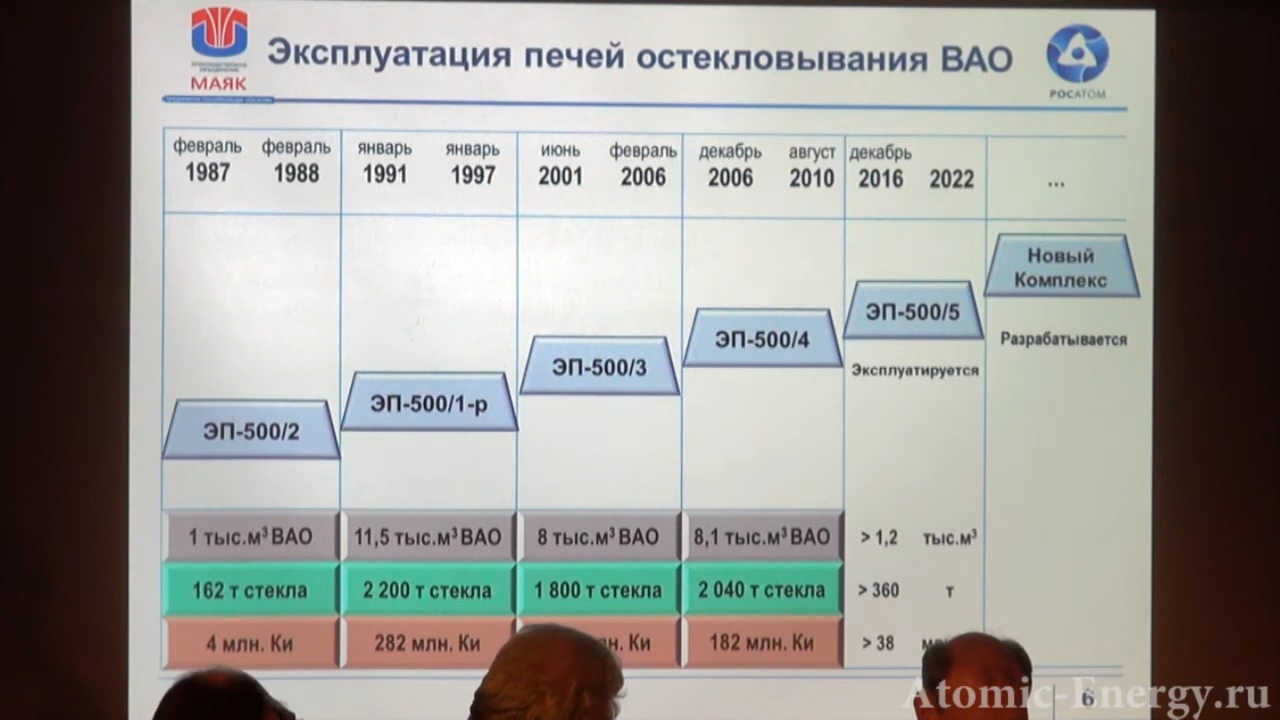 Эксплуатация печей остекловывания ВАО
МАЯК
РОСАТОМ
февраль февраль январь январь июнь февраль декабрь август декабрь
1987 1988 1991 1997 2001 2006 2006 2010 2016 2022 ...
Новый
Комплекс
ЭП-500/5
Разрабатывается
ЭП-500/4
ЭП-500/3
Эксплуатируется
ЭП-500/1-р
ЭП-500/2
1 тыс.м³ ВАО 11,5 тыс.м³ ВАО 8 тыс.м³ ВАО 8,1 тыс.м³ ВАО > 1,2 тыс.м³
162 т стекла 2 200 т стекла 1 800 т стекла 2 040 т стекла > 360 т
4 млн. Ки 282 млн. Ки Ки 182 млн. Ки > 38
6
Atomic-Energy.ru